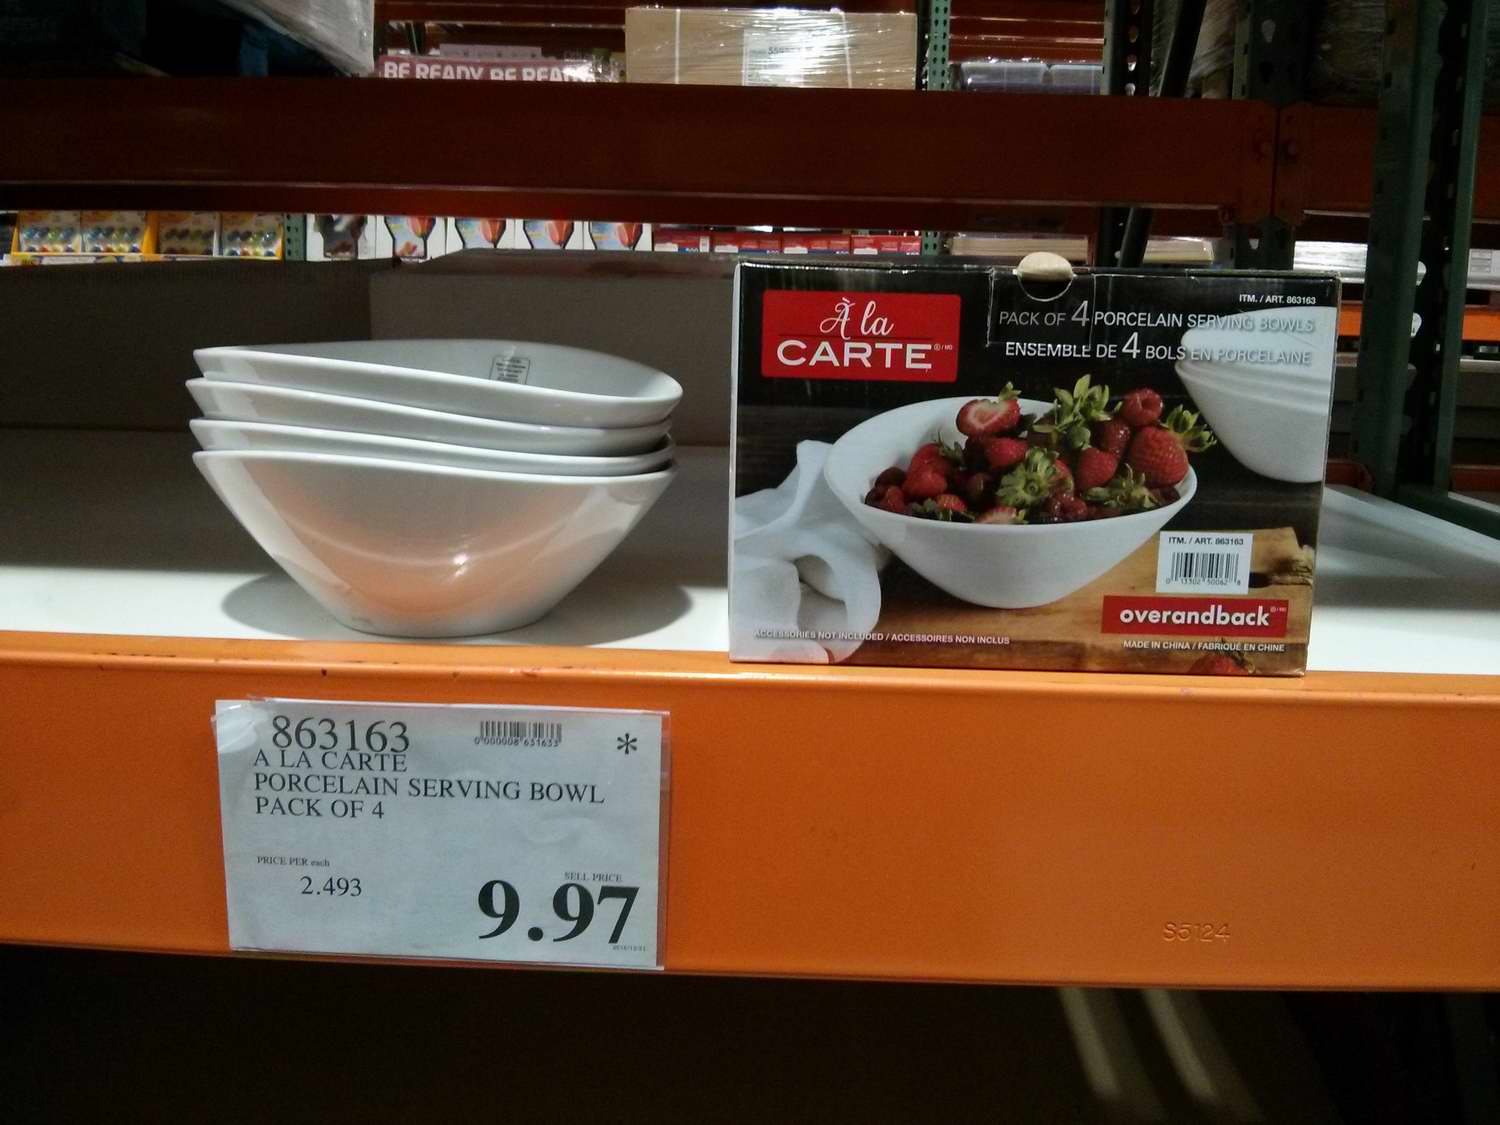 BE READY BE REA
À la
CARTE
ITM. / ART. 863163
PACK OF 4 PORCELAIN SERVING BOWLS
ENSEMBLE DE 4 BOLS EN PORCELAINE
ITM. / ART. 863163
overandback
ACCESSORIES NOT INCLUDED / ACCESSOIRES NON INCLUS
MADE IN CHINA / FABRIQUÉ EN CHINE
863163
A LA CARTE
PORCELAIN SERVING BOWL
PACK OF 4
*
PRICE PER each
2.493
SELL PRICE
9.97
S5124